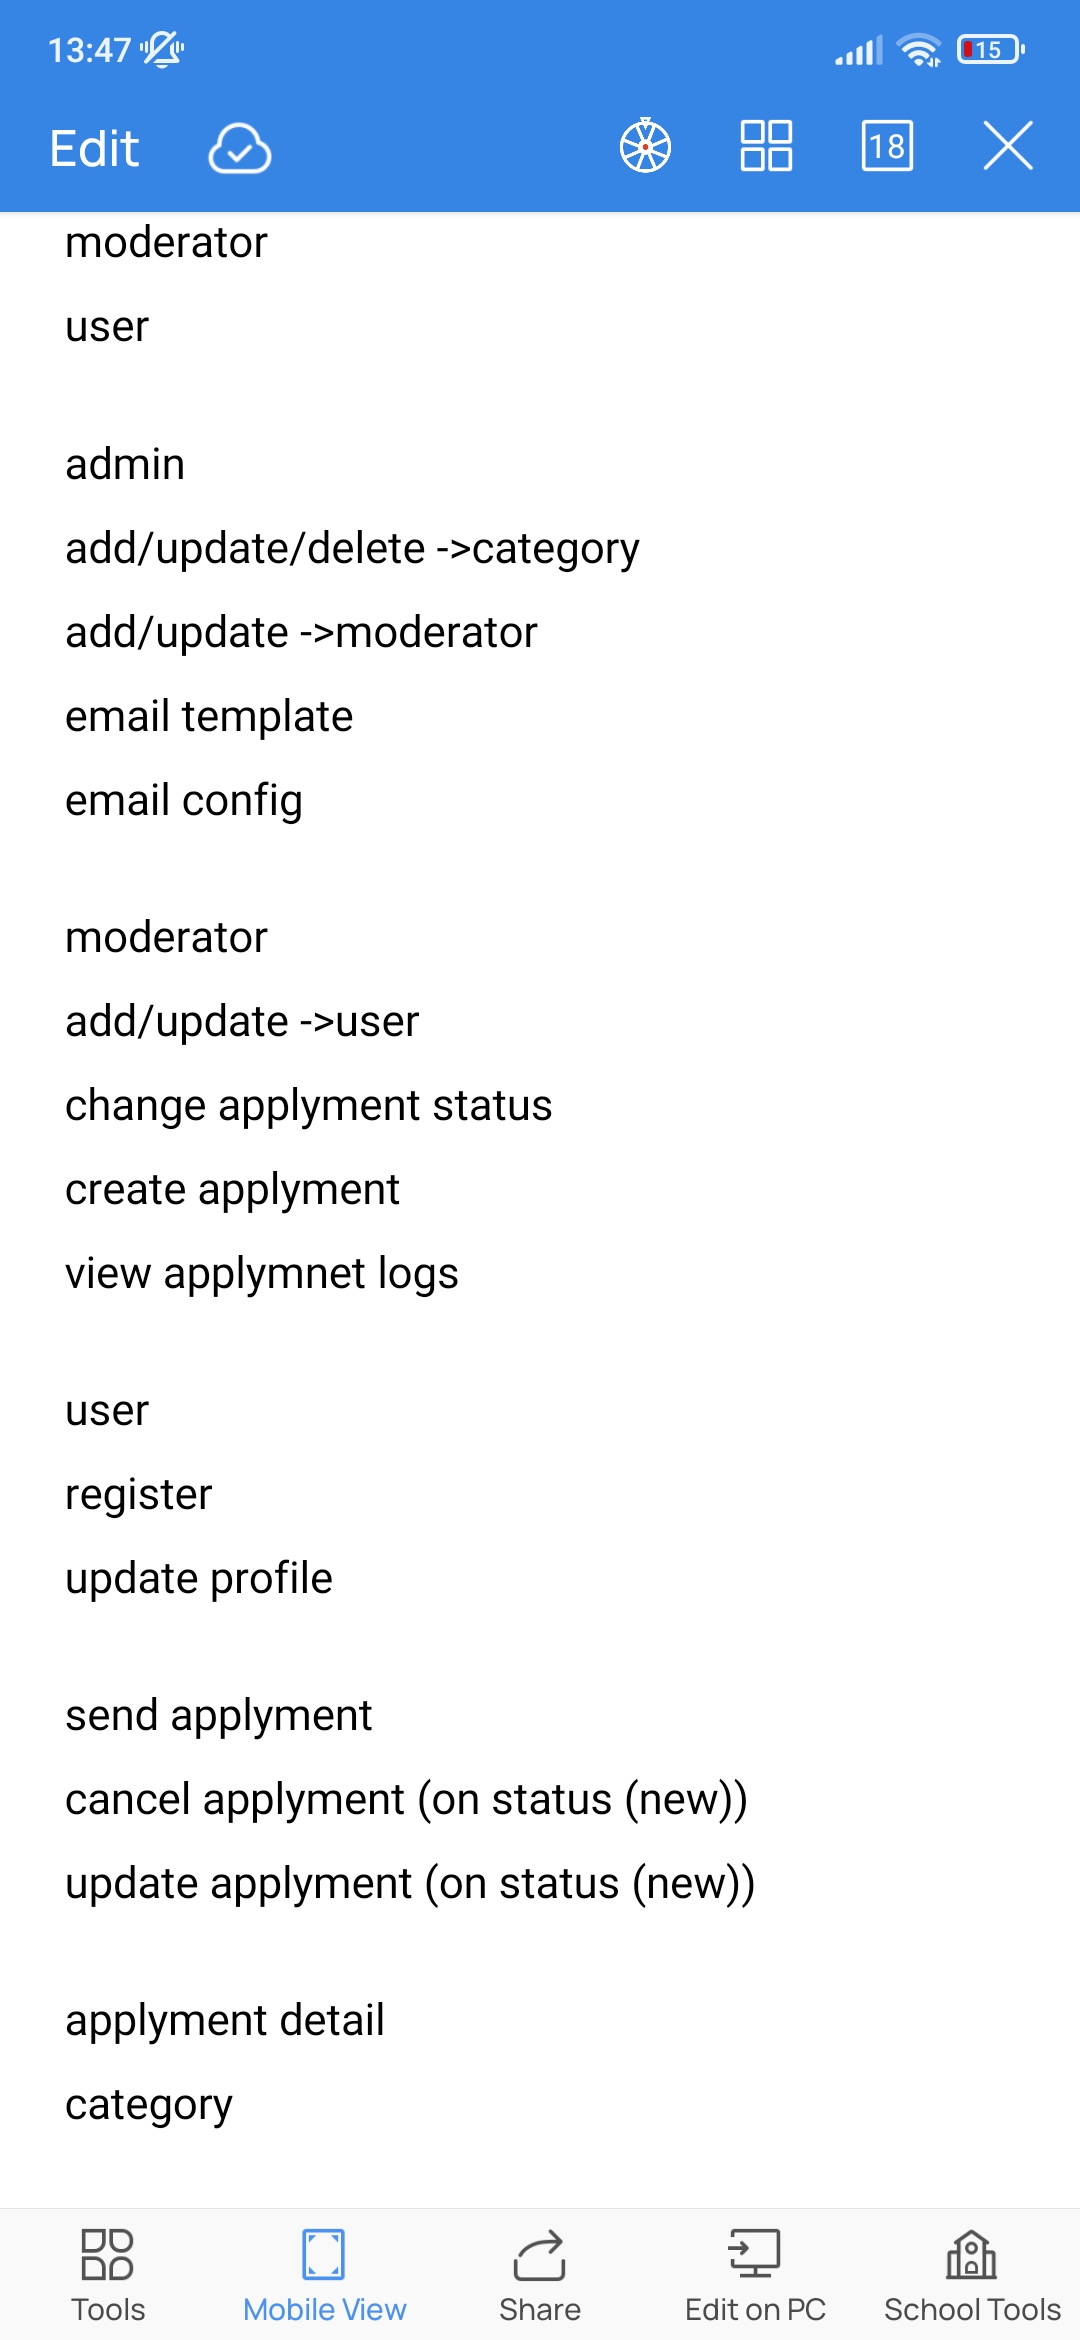 13:47
15
Edit
18
moderator
user
admin
add/update/delete ->category
add/update ->moderator
email template
email config
moderator
add/update ->user
change applyment status
create applyment
view applymnet logs
user
register
update profile
send applyment
cancel applyment (on status (new))
update applyment (on status (new))
applyment detail
category
Tools
Mobile View
Share
Edit on PC
School Tools